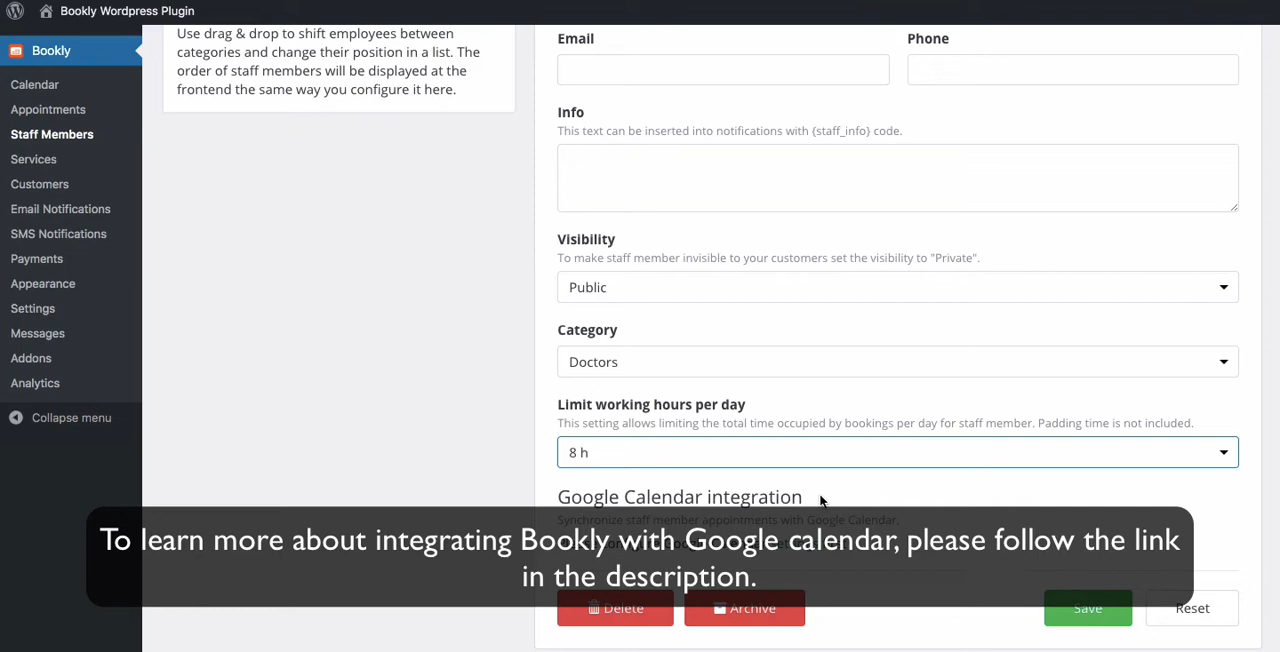 Bookly Wordpress Plugin
Bookly
Calendar
Appointments
Staff Members
Services
Customers
Email Notifications
SMS Notifications
Payments
Appearance
Settings
Messages
Addons
Analytics
Collapse menu
Use drag & drop to shift employees between
categories and change their position in a list. The
order of staff members will be displayed at the
frontend the same way you configure it here.
Email
Phone
Info
This text can be inserted into notifications with {staff_info} code.
Visibility
To make staff member invisible to your customers set the visibility to "Private".
Public
Category
Doctors
Limit working hours per day
This setting allows limiting the total time occupied by bookings per day for staff member. Padding time is not included.
8 h
Google Calendar integration
Synchronize staff member appointments with Google Calendar.
To learn more about integrating Bookly with Google calendar, please follow the link
in the description.
Delete
Archive
Save
Reset